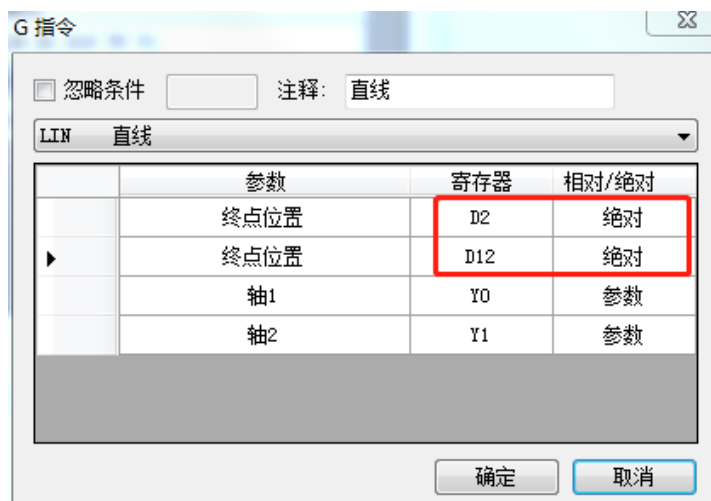 G 指令
忽略条件 注释: 直线
LIN 直线
参数 寄存器 相对/绝对
终点位置 D2 绝对
终点位置 D12 绝对
轴1 Y0 参数
轴2 Y1 参数
确定 取消